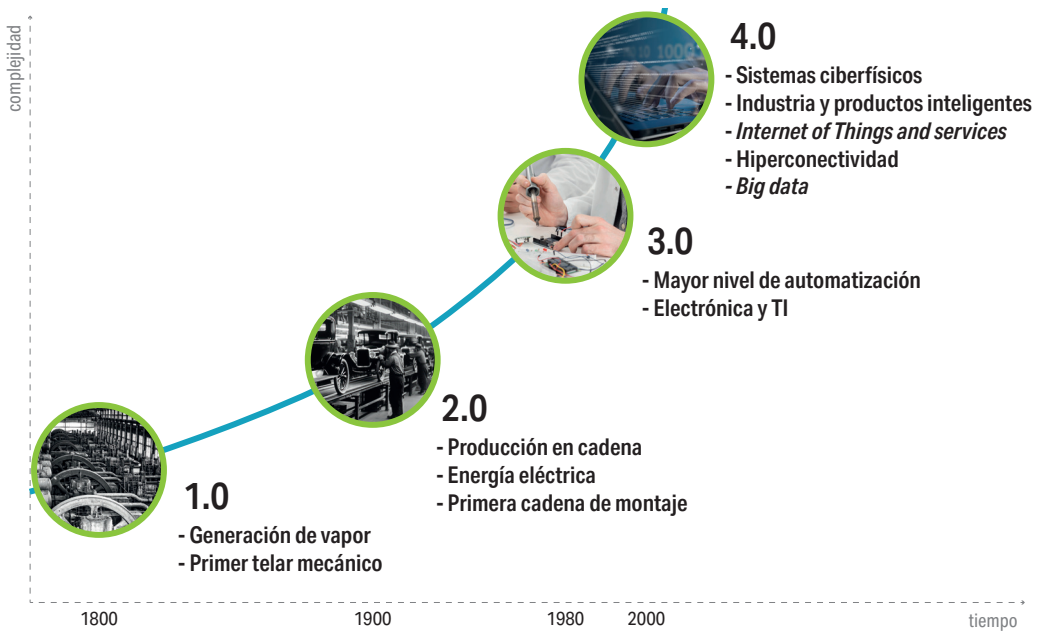 complejidad
4.0
- Sistemas ciberfísicos
- Industria y productos inteligentes
- Internet of Things and services
- Hiperconectividad
- Big data
3.0
- Mayor nivel de automatización
- Electrónica y TI
2.0
- Producción en cadena
- Energía eléctrica
- Primera cadena de montaje
1.0
- Generación de vapor
- Primer telar mecánico
1800
1900
1980
2000
tiempo